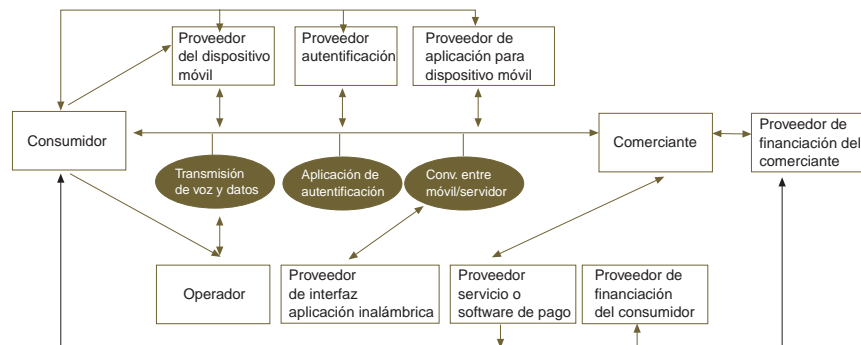 Proveedor
del dispositivo
móvil
Proveedor
autentificación
Proveedor de
aplicación para
dispositivo móvil
Consumidor
Comerciante
Proveedor de
financiación del
comerciante
Transmisión
de voz y datos
Aplicación de
autentificación
Conv. entre
móvil/servidor
Operador
Proveedor
de interfaz
aplicación inalámbrica
Proveedor
servicio o
software de pago
Proveedor de
financiación
del consumidor